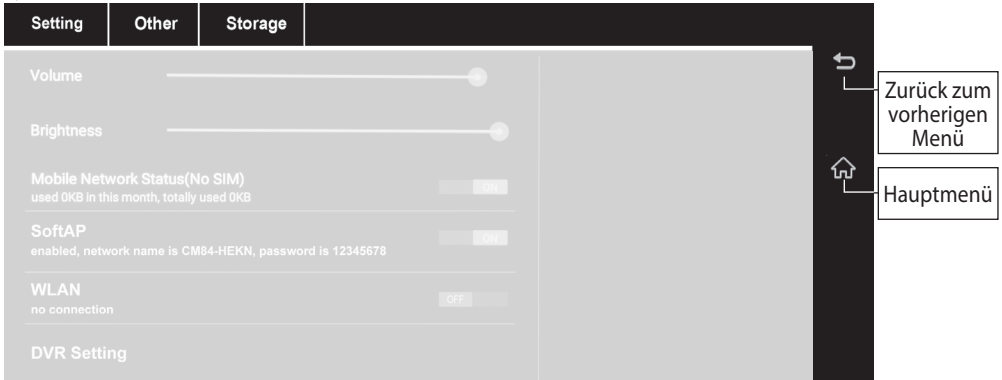 Setting Other Storage
Volume
Brightness
Mobile Network Status(No SIM)
used 0KB in this month, totally used 0KB
ON
SoftAP
enabled, network name is CM84-HEKN, password is 12345678
ON
WLAN
no connection
OFF
DVR Setting
Zurück zum
vorherigen
Menü
Hauptmenü